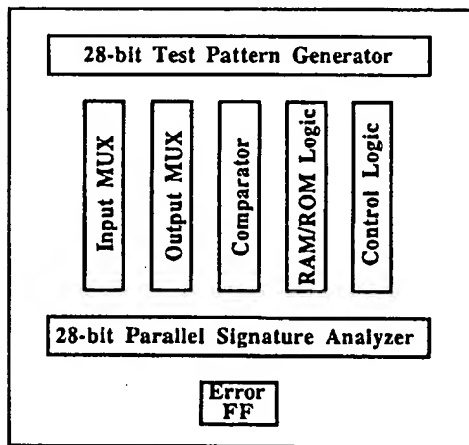 28-bit Test Pattern Generator
Input MUX
Output MUX
Comparator
RAM/ROM Logic
Control Logic
28-bit Parallel Signature Analyzer
Error
FF